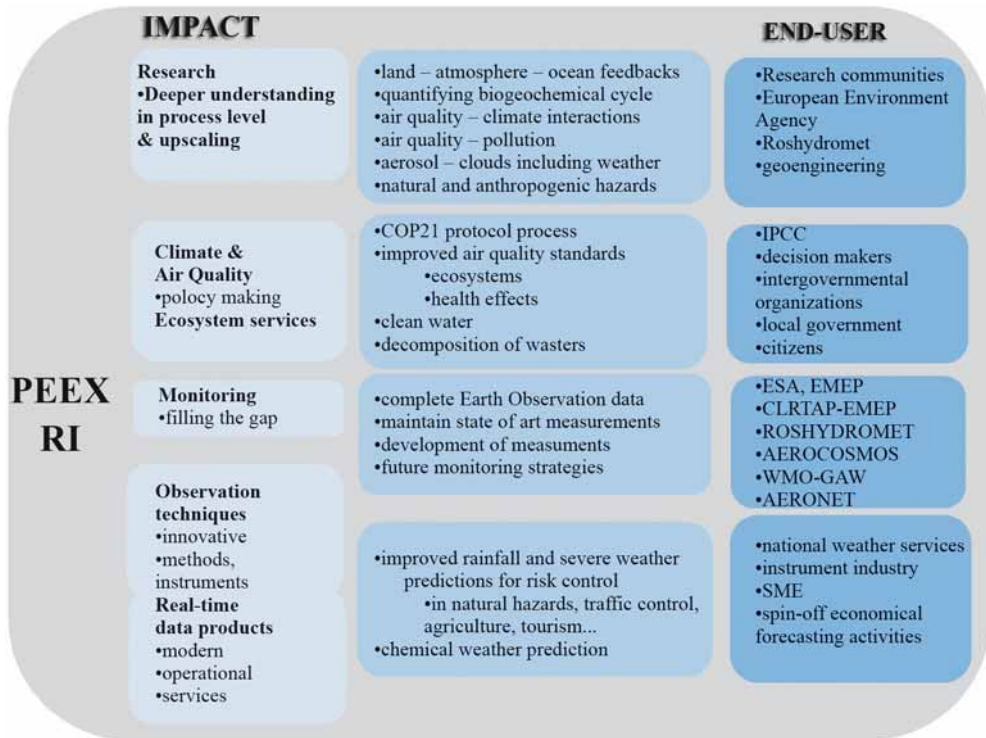 IMPACT
END-USER
PEEX
RI
Research
•Deeper understanding
in process level
& upscaling
•land – atmosphere – ocean feedbacks
•quantifying biogeochemical cycle
•air quality – climate interactions
•air quality – pollution
•aerosol – clouds including weather
•natural and anthropogenic hazards
•Research communities
•European Environment
Agency
•Roshydromet
•geoengineering
Climate &
Air Quality
•polocy making
Ecosystem services
•COP21 protocol process
•improved air quality standards
•ecosystems
•health effects
•clean water
•decomposition of wasters
•IPCC
•decision makers
•intergovernmental
organizations
•local government
•citizens
Monitoring
•filling the gap
•complete Earth Observation data
•maintain state of art measurements
•development of measuments
•future monitoring strategies
•ESA, EMEP
•CLRTAP-EMEP
•ROSHYDROMET
•AEROCOSMOS
•WMO-GAW
•AERONET
Observation
techniques
•innovative
•methods,
instruments
Real-time
data products
•modern
•operational
•services
•improved rainfall and severe weather
predictions for risk control
•in natural hazards, traffic control,
agriculture, tourism...
•chemical weather prediction
•national weather services
•instrument industry
•SME
•spin-off economical
forecasting activities